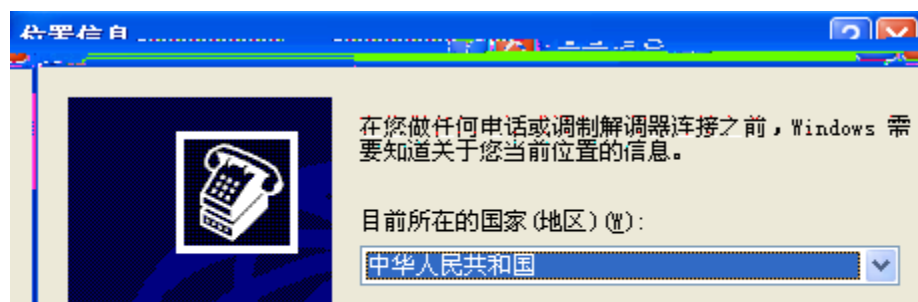 位置信息
在您做任何电话或调制解调器连接之前，Windows 需
要知道关于您当前位置的信息。
目前所在的国家(地区)(W):
中华人民共和国